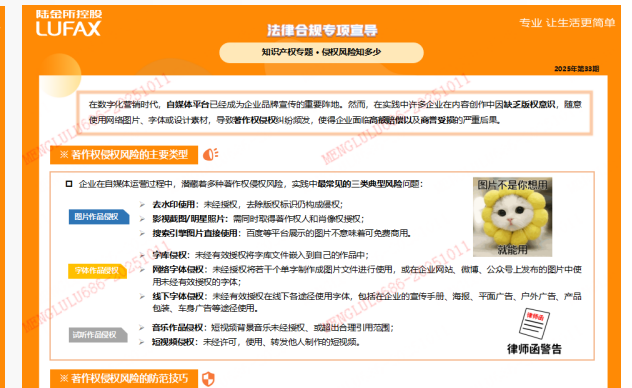 陆金所控股
LUFAX
专业 让生活更简单
法律合规专项宣导
知识产权专题 • 侵权风险知多少
2025年第33期
在数字化营销时代，自媒体平台已经成为企业品牌宣传的重要阵地。然而，在实践中许多企业在内容创作中因缺乏版权意识，随意
使用网络图片、字体或设计素材，导致著作权侵权纠纷频发，使得企业面临高额赔偿以及商誉受损的严重后果。
※ 著作权侵权风险的主要类型
企业在自媒体运营过程中，潜藏着多种著作权侵权风险，实践中最常见的三类典型风险问题：
图片作品侵权
➢ 去水印使用：未经授权，去除版权标识仍构成侵权；
➢ 影视截图/明星照片：需同时取得著作权人和肖像权授权；
➢ 搜索引擎图片直接使用：百度等平台展示的图片不意味着可免费商用。
图片不是你想用
就能用
字体作品侵权
➢ 字库侵权：未经有效授权将字库文件嵌入到自己的作品中；
➢ 网络字体侵权：未经授权将若干个单字制作成图片文件进行使用，或在企业网站、微博、公众号上发布的图片中使
用未经有效授权的字体；
➢ 线下字体侵权：未经有效授权在线下各途径使用字体，包括在企业的宣传手册、海报、平面广告、户外广告、产品
包装、车身广告等途径使用。
视听作品侵权
➢ 音乐作品侵权：短视频背景音乐未经授权，或超出合理引用范围；
➢ 短视频侵权：未经许可，使用、转发他人制作的短视频。
律师函
律师函警告
※ 著作权侵权风险的防范技巧
MENGLULU686-20251011